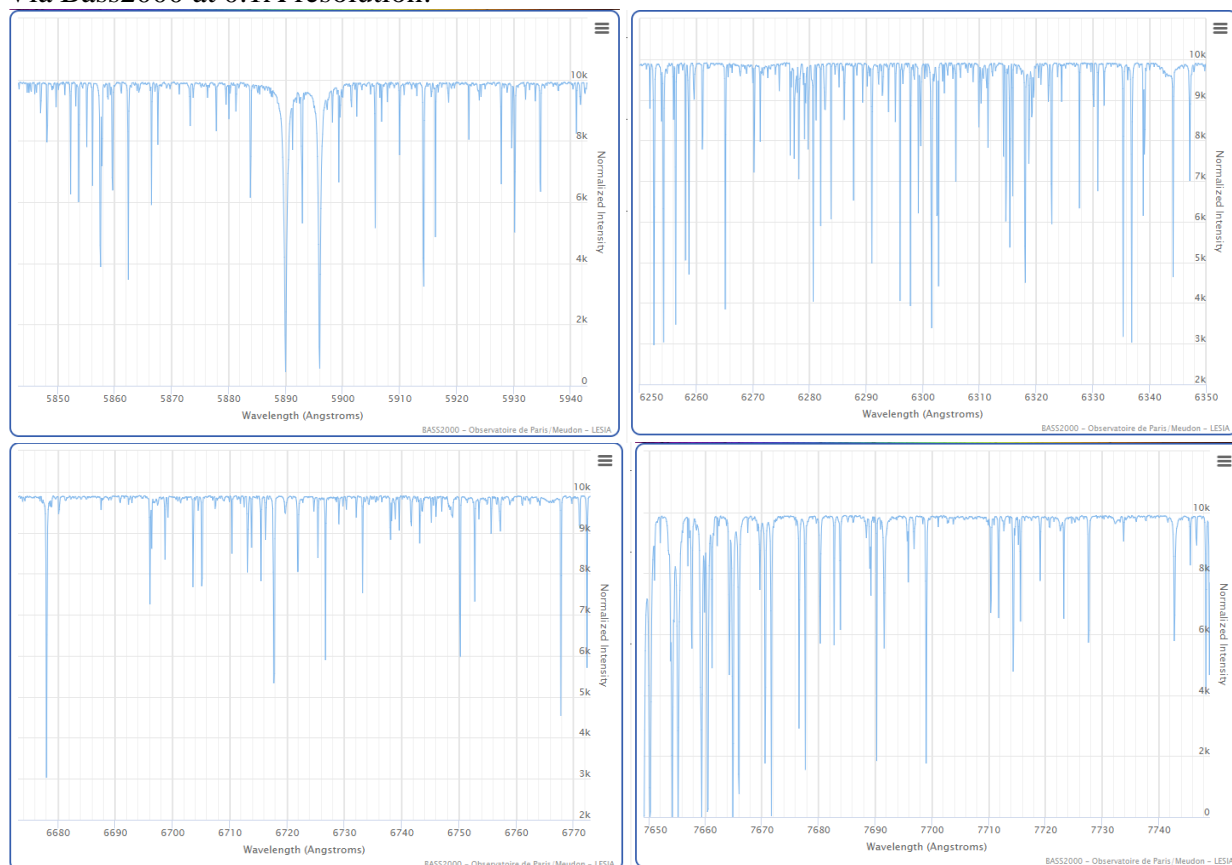 Via Bass2000 at 0.1A resolution.
10k
8k
6k
4k
2k
0
Normalized Intensity
5850 5860 5870 5880 5890 5900 5910 5920 5930 5940
Wavelength (Angstroms)
BASS2000 – Observatoire de Paris/Meudon – LESIA
10k
9k
8k
7k
6k
5k
4k
3k
2k
Normalized Intensity
6250 6260 6270 6280 6290 6300 6310 6320 6330 6340 6350
Wavelength (Angstroms)
BASS2000 – Observatoire de Paris/Meudon – LESIA
10k
9k
8k
7k
6k
5k
4k
3k
2k
Normalized Intensity
6680 6690 6700 6710 6720 6730 6740 6750 6760 6770
Wavelength (Angstroms)
BASS2000 – Observatoire de Paris/Meudon – LESIA
10k
8k
6k
4k
2k
0
Normalized Intensity
7650 7660 7670 7680 7690 7700 7710 7720 7730 7740
Wavelength (Angstroms)
BASS2000 – Observatoire de Paris/Meudon – LESIA